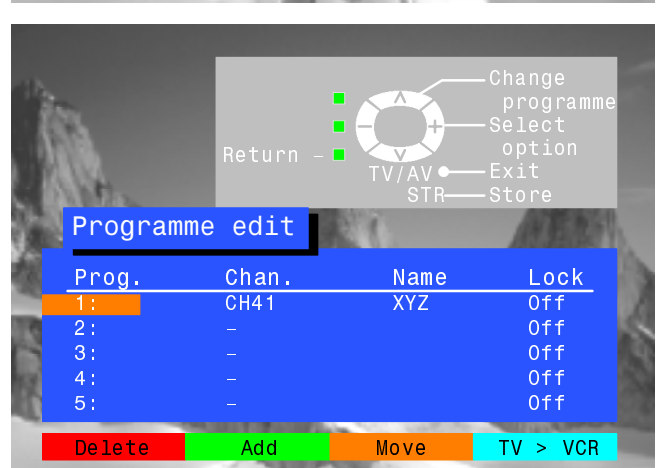 Change
programme
Select
option
Return
TV/AV
Exit
STR
Store
Programme edit
Prog. Chan. Name Lock
1: CH41 XYZ Off
2: – Off
3: – Off
4: – Off
5: – Off
Delete Add Move TV > VCR